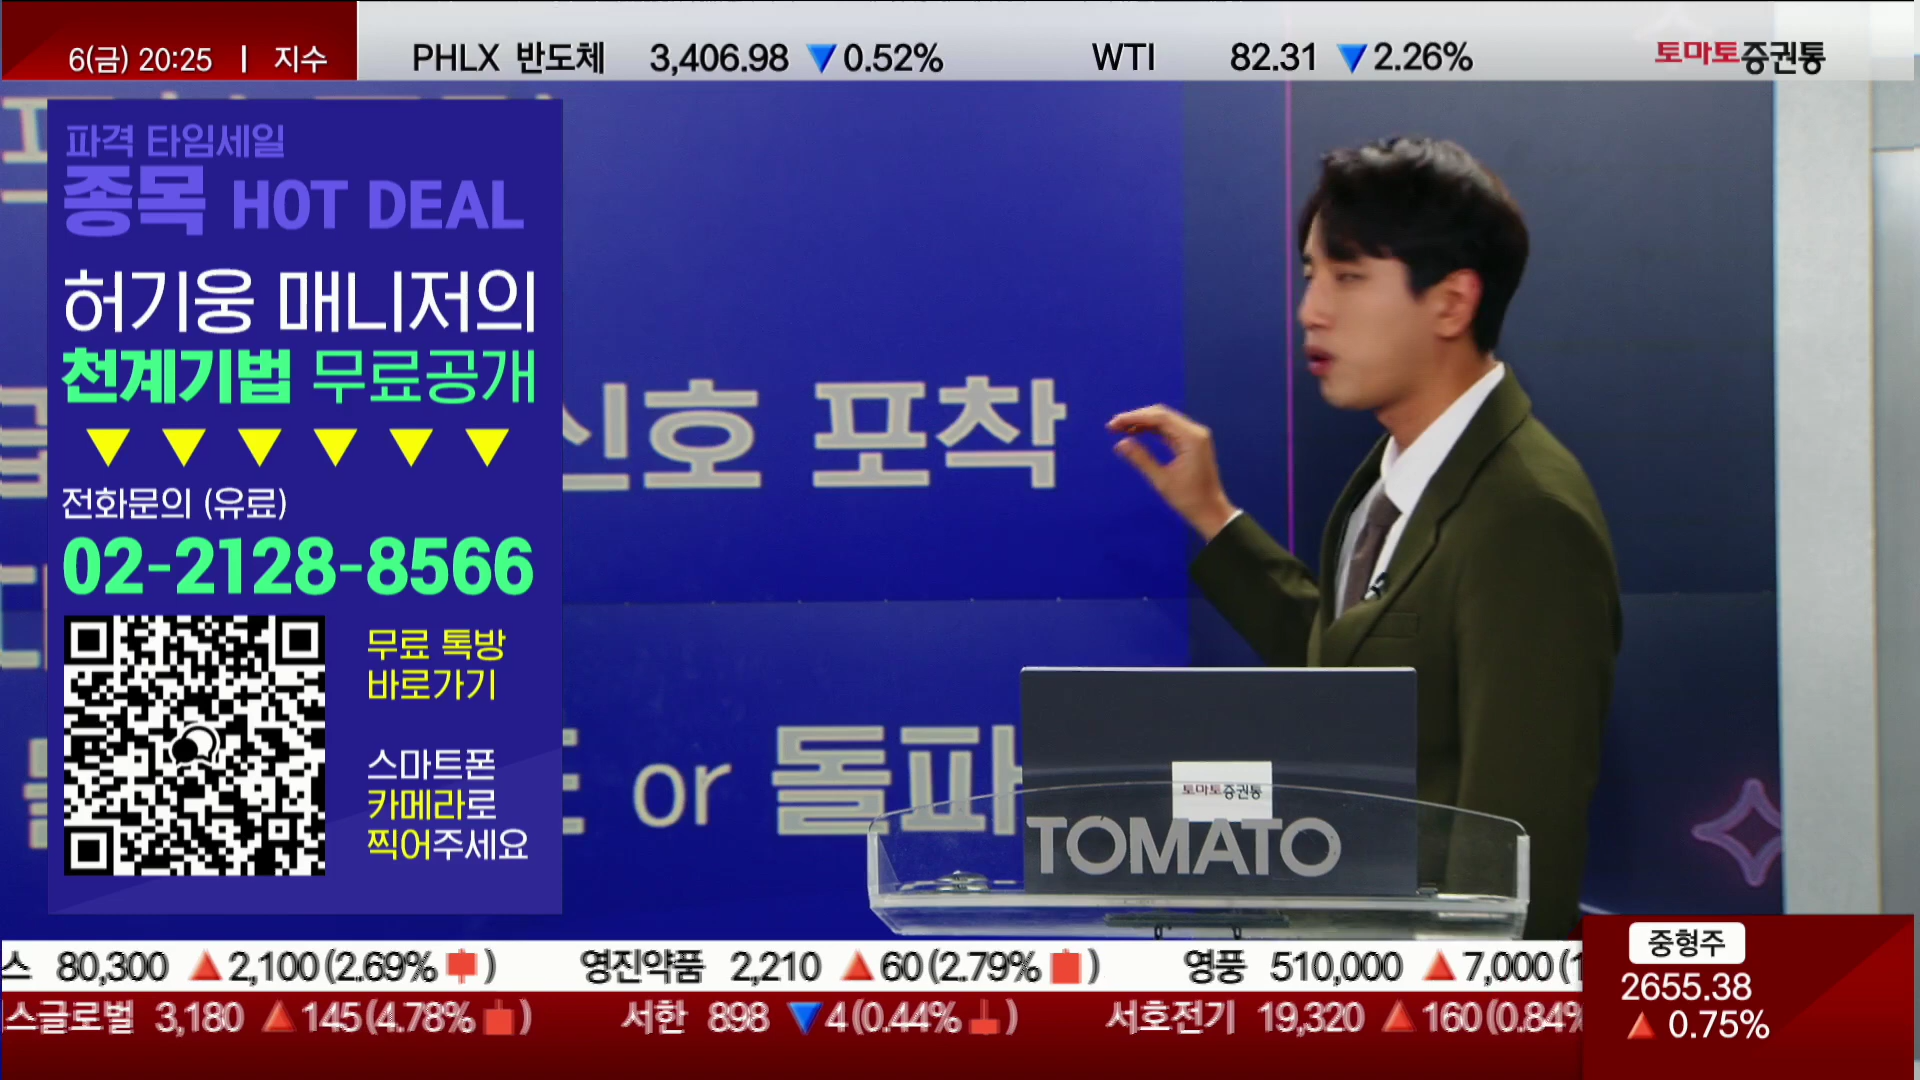 6(금) 20:25 | 지수
PHLX 반도체 3,406.98 ▼0.52% WTI 82.31 ▼2.26%
토마토증권통
파격 타임세일
종목 HOT DEAL
허기웅 매니저의
천계기법 무료공개
▼ ▼ ▼ ▼ ▼ ▼
전화문의 (유료)
02-2128-8566
무료 톡방
바로가기
스마트폰
카메라로
찍어주세요
신호 포착
or 돌파
토마토증권통
TOMATO
스 80,300 ▲2,100(2.69% ) 영진약품 2,210 ▲60(2.79% ) 영풍 510,000 ▲7,000(1
스글로벌 3,180 ▲145(4.78% ) 서한 898 ▼4(0.44% ) 서호전기 19,320 ▲160(0.84%
중형주
2655.38
▲ 0.75%